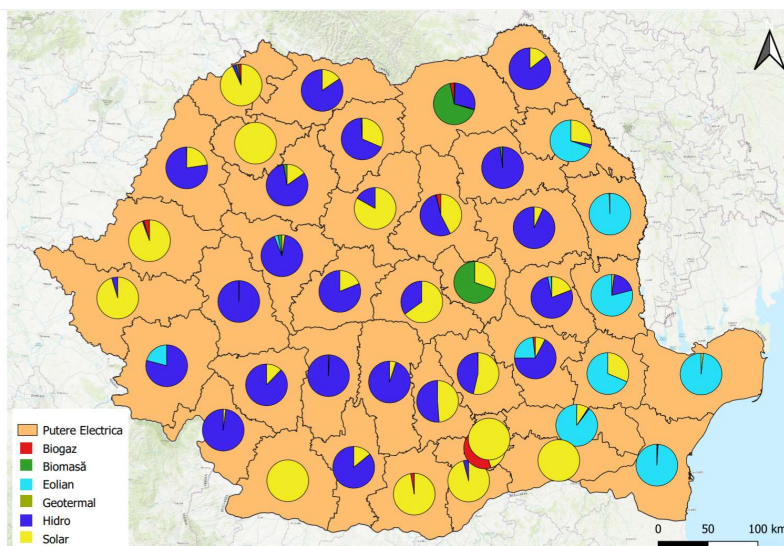 Putere Electrica
Biogaz
Biomasă
Eolian
Geotermal
Hidro
Solar
0 50 100 km